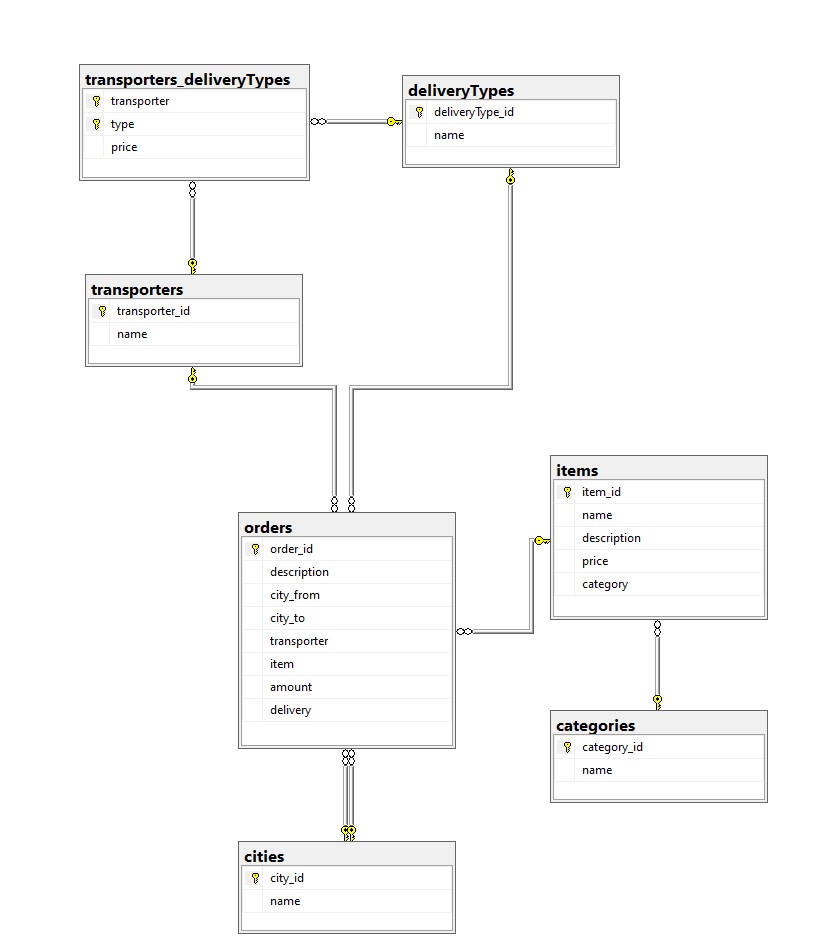 transporters_deliveryTypes
transporter
type
price
deliveryTypes
deliveryType_id
name
transporters
transporter_id
name
items
item_id
name
description
price
category
orders
order_id
description
city_from
city_to
transporter
item
amount
delivery
categories
category_id
name
cities
city_id
name